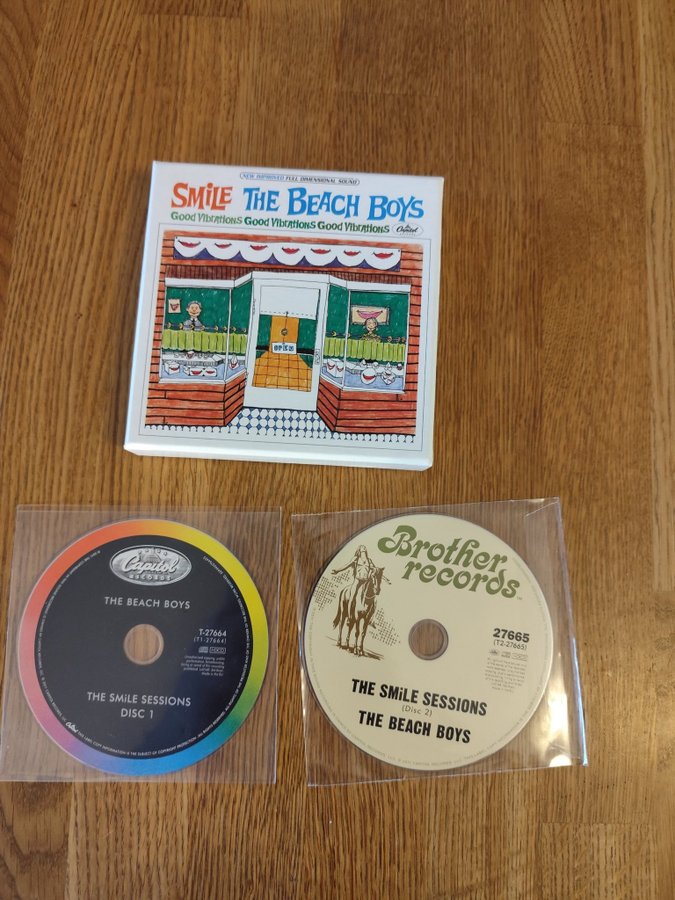 NEW IMPROVED FULL DIMENSIONAL SOUND
SMiLE THE BEACH BOYS
Good Vibrations Good Vibrations Good Vibrations
Capitol
OPEN
Capitol
RECORDS
THE BEACH BOYS
T-27664
(T1-27664)
THE SMiLE SESSIONS
DISC 1
Brother
records
27665
(T2-27665)
THE SMiLE SESSIONS
(Disc 2)
THE BEACH BOYS